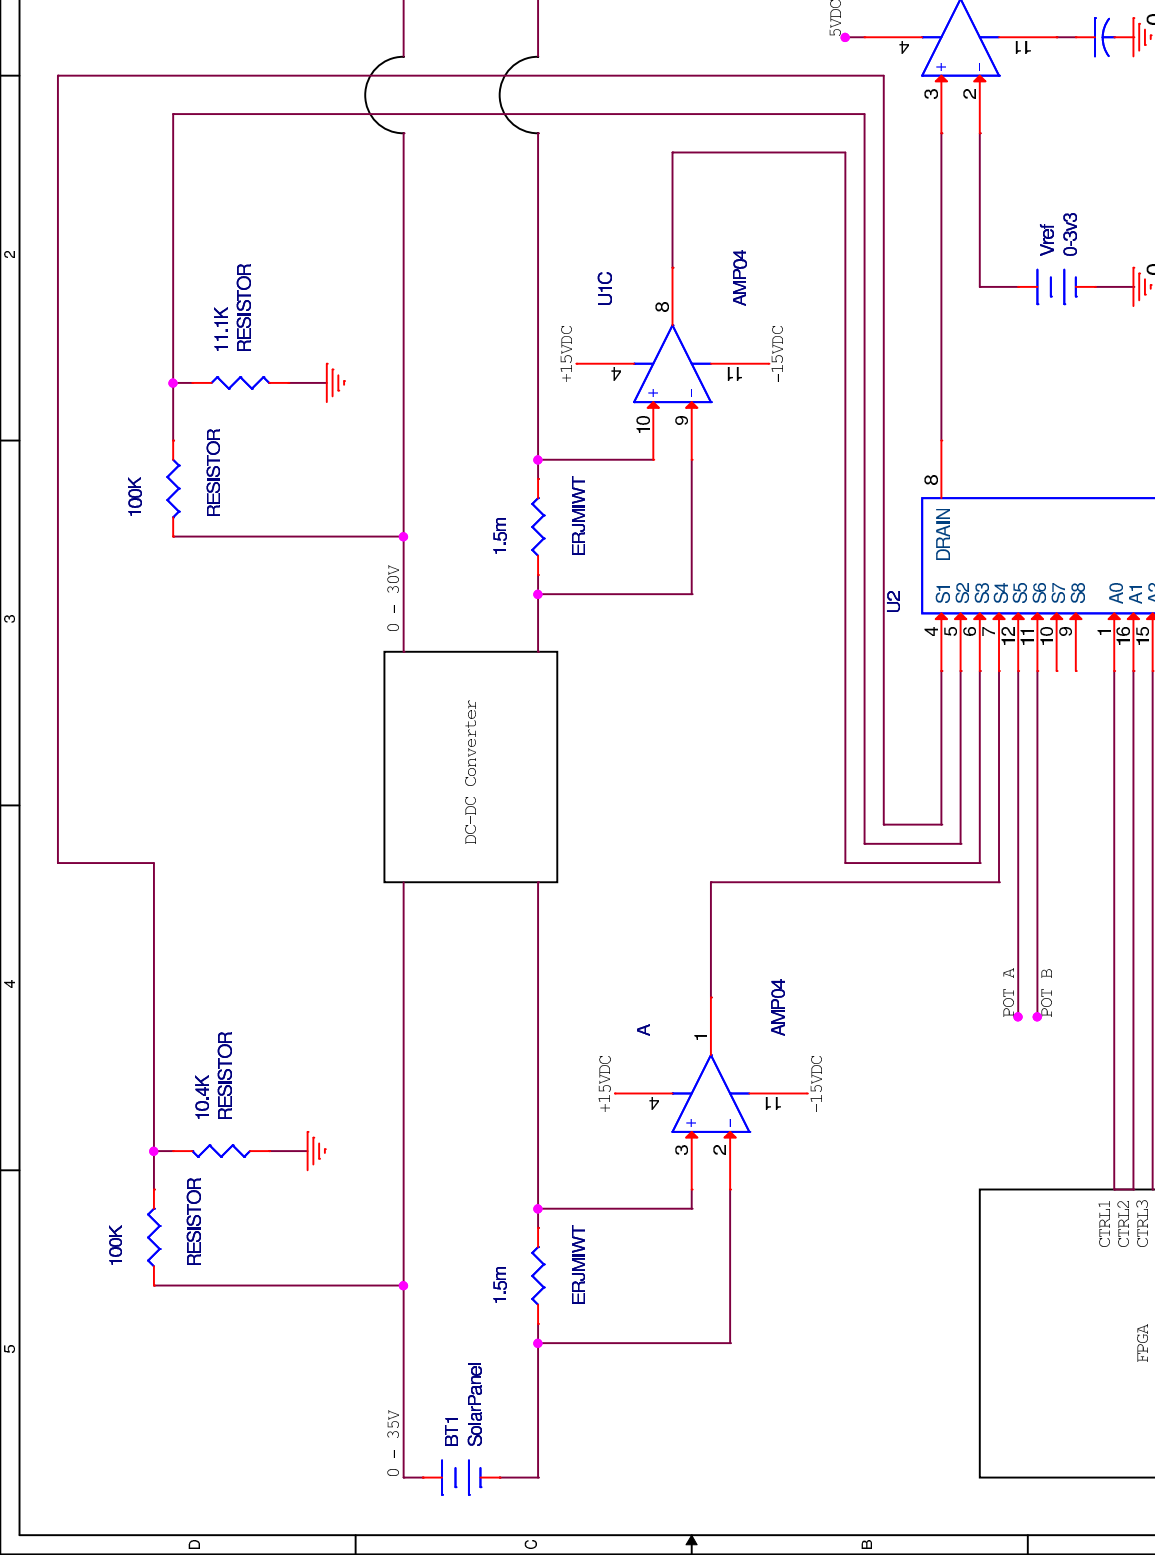 5
4
3
2
D
C
B
0 - 35V
BT1
SolarPanel
100K
RESISTOR
10.4K
RESISTOR
1.5m
ERJMIWT
3
2
+
-
4
11
1
+15VDC
-15VDC
A
AMP04
DC-DC Converter
0 - 30V
100K
RESISTOR
11.1K
RESISTOR
1.5m
ERJMIWT
10
9
+
-
4
11
8
+15VDC
-15VDC
U1C
AMP04
U2
4 S1
5 S2
6 S3
7 S4
12 S5
11 S6
10 S7
9 S8
1 A0
16 A1
15 A2
DRAIN 8
POT A
POT B
CTRL1
CTRL2
CTRL3
FPGA
3
2
+
-
4
11
5VDC
Vref
0-3v3
0
0